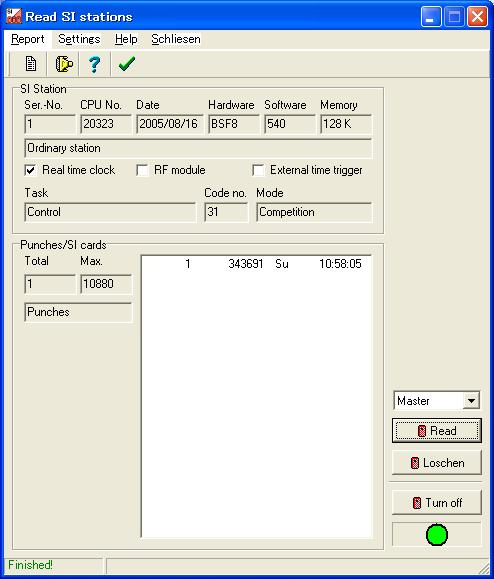 Read SI stations
Report Settings Help Schliesen
SI Station
Ser.-No. CPU No. Date Hardware Software Memory
1 20323 2005/08/16 BSF8 540 128 K
Ordinary station
Real time clock RF module External time trigger
Task Code no. Mode
Control 31 Competition
Punches/SI cards
Total Max.
1 10880
Punches
1 343691 Su 10:58:05
Master
Read
Loschen
Turn off
Finished!